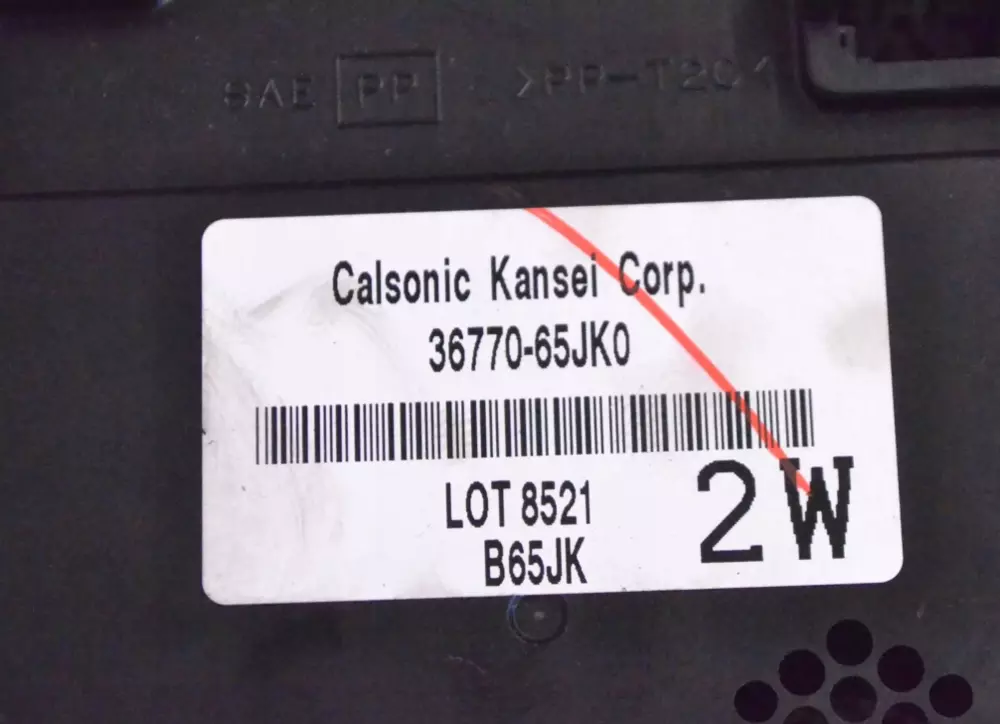 SAE PP >PP-T20
Calsonic Kansei Corp.
36770-65JK0
LOT 8521
B65JK
2W